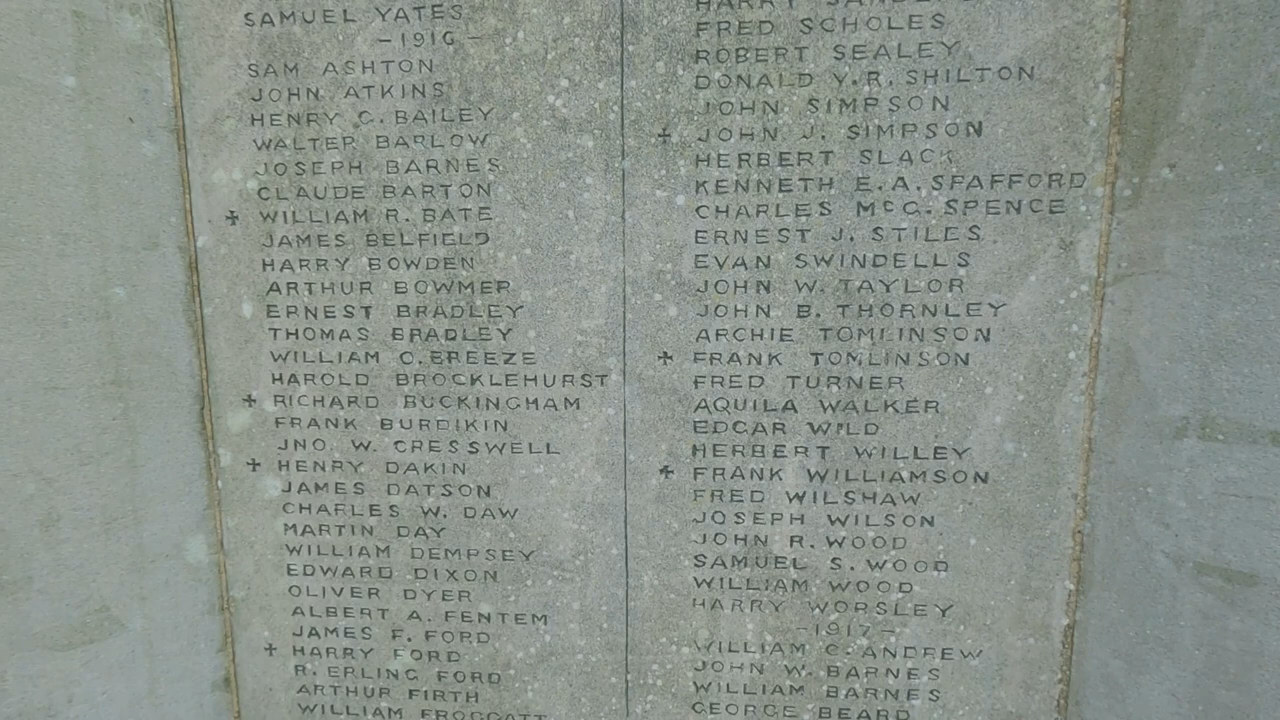 SAMUEL YATES
-1916-
SAM ASHTON
JOHN ATKINS
HENRY C. BAILEY
WALTER BARLOW
JOSEPH BARNES
CLAUDE BARTON
+ WILLIAM R. BATE
JAMES BELFIELD
HARRY BOWDEN
ARTHUR BOWMER
ERNEST BRADLEY
THOMAS BRADLEY
WILLIAM C. BREEZE
HAROLD BROCKLEHURST
+ RICHARD BUCKINGHAM
FRANK BURDIKIN
JNO. W. CRESSWELL
+ HENRY DAKIN
JAMES DATSON
CHARLES W. DAW
MARTIN DAY
WILLIAM DEMPSEY
EDWARD DIXON
OLIVER DYER
ALBERT A. FENTEM
JAMES F. FORD
+ HARRY FORD
R. ERLING FORD
ARTHUR FIRTH
WILLIAM FROGGATT
HARRY
FRED SCHOLES
ROBERT SEALEY
DONALD Y. R. SHILTON
JOHN SIMPSON
+ JOHN J. SIMPSON
HERBERT SLACK
KENNETH E. A. SPAFFORD
CHARLES McC. SPENCE
ERNEST J. STILES
EVAN SWINDELLS
JOHN W. TAYLOR
JOHN B. THORNLEY
ARCHIE TOMLINSON
+ FRANK TOMLINSON
FRED TURNER
AQUILA WALKER
EDGAR WILD
HERBERT WILLEY
+ FRANK WILLIAMSON
FRED WILSHAW
JOSEPH WILSON
JOHN R. WOOD
SAMUEL S. WOOD
WILLIAM WOOD
HARRY WORSLEY
-1917-
WILLIAM C. ANDREW
JOHN W. BARNES
WILLIAM BARNES
GEORGE BEARD